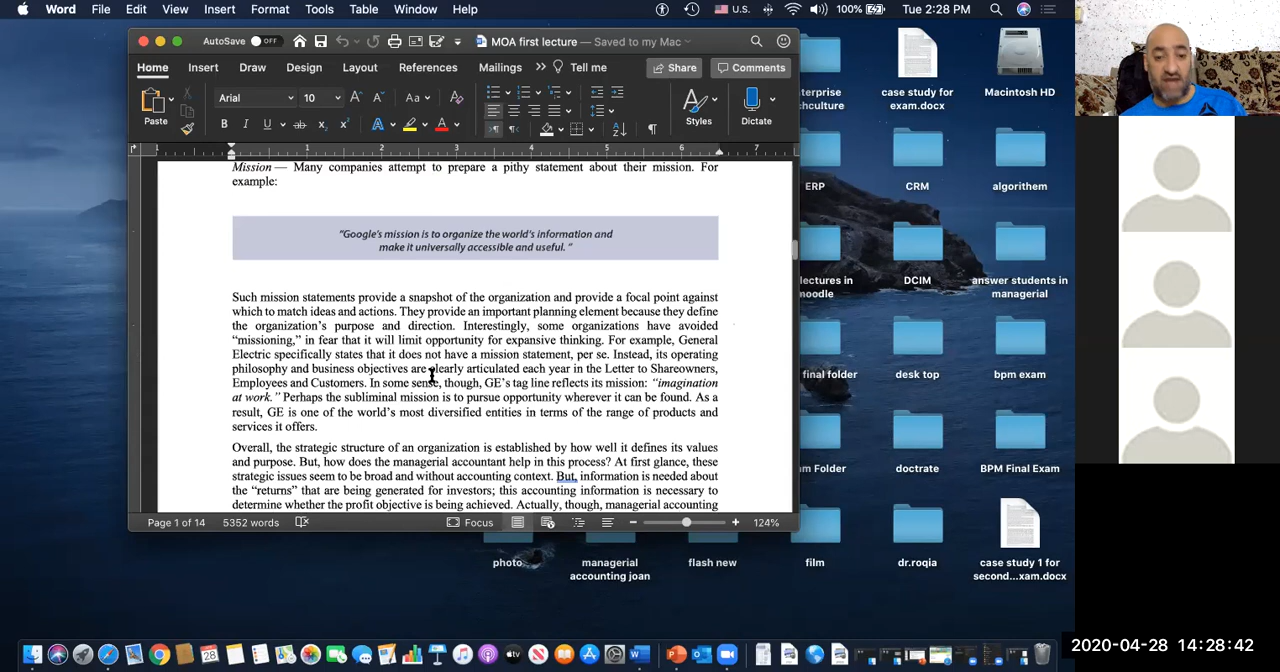 Word File Edit View Insert Format Tools Table Window Help
U.S. 100% Tue 2:28 PM
AutoSave OFF
MOA first lecture — Saved to my Mac
Home Insert Draw Design Layout References Mailings Tell me
Share Comments
Paste
Arial 10
Aa
B I U ab x₂ x² A A
Styles Dictate
1 1 2 3 4 5 6 7
Mission — Many companies attempt to prepare a pithy statement about their mission. For
example:
"Google's mission is to organize the world's information and
make it universally accessible and useful. "
Such mission statements provide a snapshot of the organization and provide a focal point against
which to match ideas and actions. They provide an important planning element because they define
the organization's purpose and direction. Interestingly, some organizations have avoided
"missioning," in fear that it will limit opportunity for expansive thinking. For example, General
Electric specifically states that it does not have a mission statement, per se. Instead, its operating
philosophy and business objectives are clearly articulated each year in the Letter to Shareowners,
Employees and Customers. In some sense, though, GE's tag line reflects its mission: "imagination
at work." Perhaps the subliminal mission is to pursue opportunity wherever it can be found. As a
result, GE is one of the world's most diversified entities in terms of the range of products and
services it offers.
Overall, the strategic structure of an organization is established by how well it defines its values
and purpose. But, how does the managerial accountant help in this process? At first glance, these
strategic issues seem to be broad and without accounting context. But, information is needed about
the "returns" that are being generated for investors; this accounting information is necessary to
determine whether the profit objective is being achieved. Actually, though, managerial accounting
Page 1 of 14 5352 words
Focus 124%
case study for
exam.docx
Macintosh HD
ERP
CRM
algorithem
DCIM
answer students in
managerial
final folder
desk top
bpm exam
doctrate
BPM Final Exam
photo
managerial
accounting joan
flash new
film
dr.roqia
case study 1 for
second...xam.docx
28
2020-04-28 14:28:42